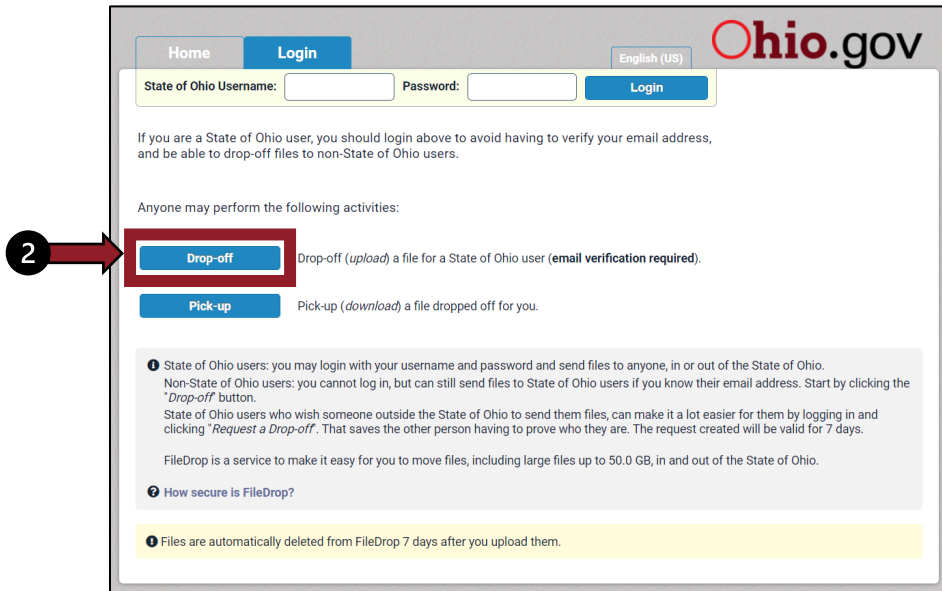 Home
Login
English (US)
Ohio.gov
State of Ohio Username:
Password:
Login
If you are a State of Ohio user, you should login above to avoid having to verify your email address,
and be able to drop-off files to non-State of Ohio users.
Anyone may perform the following activities:
2
Drop-off
Drop-off (upload) a file for a State of Ohio user (email verification required).
Pick-up
Pick-up (download) a file dropped off for you.
State of Ohio users: you may login with your username and password and send files to anyone, in or out of the State of Ohio.
Non-State of Ohio users: you cannot log in, but can still send files to State of Ohio users if you know their email address. Start by clicking the
"Drop-off" button.
State of Ohio users who wish someone outside the State of Ohio to send them files, can make it a lot easier for them by logging in and
clicking "Request a Drop-off". That saves the other person having to prove who they are. The request created will be valid for 7 days.
FileDrop is a service to make it easy for you to move files, including large files up to 50.0 GB, in and out of the State of Ohio.
How secure is FileDrop?
Files are automatically deleted from FileDrop 7 days after you upload them.